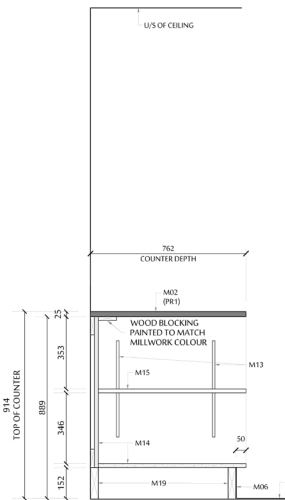 U/S OF CEILING
762
COUNTER DEPTH
M02
(PR1)
25
WOOD BLOCKING
PAINTED TO MATCH
MILLWORK COLOUR
353
M13
M15
914
TOP OF COUNTER
889
346
50
M14
152
M19
M06